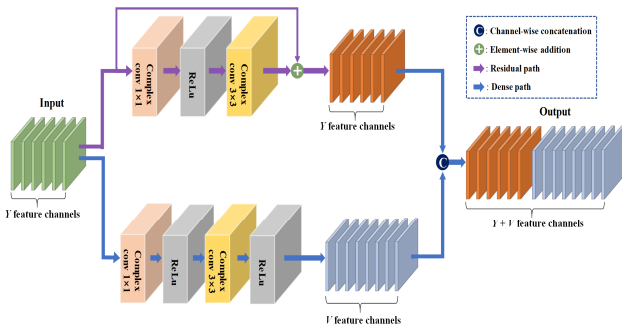 C : Channel-wise concatenation
: Element-wise addition
: Residual path
: Dense path
Complex
conv 1×1
ReLu
Complex
conv 3×3
Y feature channels
Input
Y feature channels
Output
C
Y + V feature channels
Complex
conv 1×1
ReLu
Complex
conv 3×3
ReLu
V feature channels